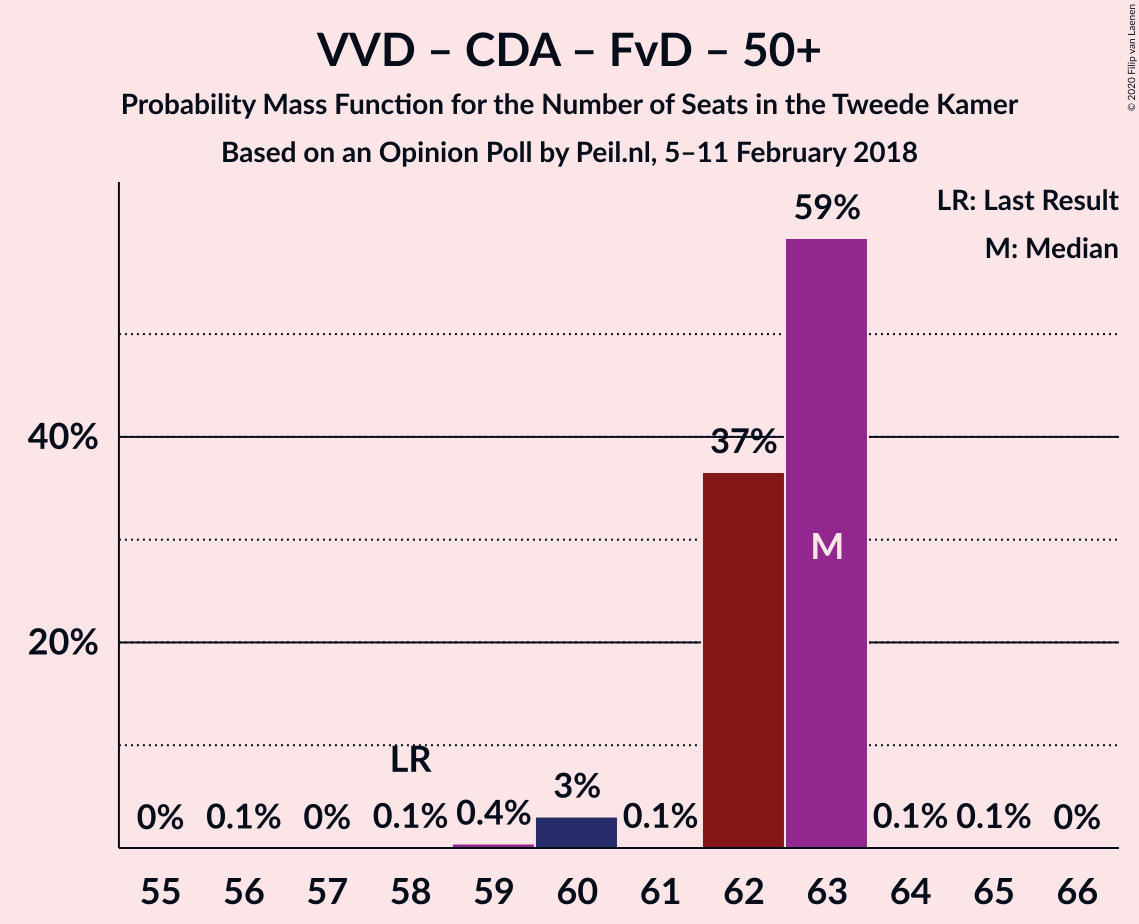 VVD – CDA – FvD – 50+
Probability Mass Function for the Number of Seats in the Tweede Kamer
Based on an Opinion Poll by Peil.nl, 5–11 February 2018
© 2020 Filip van Laenen
LR: Last Result
M: Median
59%
40%
37%
M
20%
LR
0% 0.1% 0% 0.1% 0.4% 3% 0.1% 0.1% 0.1% 0%
55 56 57 58 59 60 61 62 63 64 65 66